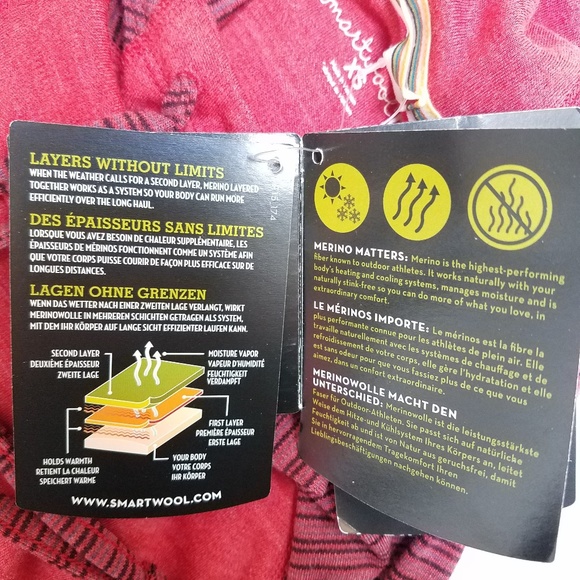 smartwool
XS
LAYERS WITHOUT LIMITS
WHEN THE WEATHER CALLS FOR A SECOND LAYER, MERINO LAYERED
TOGETHER WORKS AS A SYSTEM SO YOUR BODY CAN RUN MORE
EFFICIENTLY OVER THE LONG HAUL.
DES ÉPAISSEURS SANS LIMITES
LORSQUE VOUS AVEZ BESOIN DE CHALEUR SUPPLÉMENTAIRE, LES
ÉPAISSEURS DE MÉRINOS FONCTIONNENT COMME UN SYSTÈME AFIN
QUE VOTRE CORPS PUISSE COURIR DE FAÇON PLUS EFFICACE SUR DE
LONGUES DISTANCES.
LAGEN OHNE GRENZEN
WENN DAS WETTER NACH EINER ZWEITEN LAGE VERLANGT, WIRKT
MERINOWOLLE IN MEHREREN SCHICHTEN GETRAGEN ALS SYSTEM,
MIT DEM IHR KÖRPER AUF LANGE SICHT EFFIZIENTER LAUFEN KANN.
SECOND LAYER
DEUXIÈME ÉPAISSEUR
ZWEITE LAGE
MOISTURE VAPOR
VAPEUR D'HUMIDITÉ
FEUCHTIGKEIT
VERDAMPFT
FIRST LAYER
PREMIÈRE ÉPAISSEUR
ERSTE LAGE
HOLDS WARMTH
RETIENT LA CHALEUR
SPEICHERT WÄRME
YOUR BODY
VOTRE CORPS
IHR KÖRPER
WWW.SMARTWOOL.COM
MERINO MATTERS: Merino is the highest-performing
fiber known to outdoor athletes. It works naturally with your
body's heating and cooling systems, manages moisture and is
naturally stink-free so you can do more of what you love, in
extraordinary comfort.
LE MÉRINOS IMPORTE: Le mérinos est la fibre la
plus performante connue pour les athlètes de plein air. Elle
travaille naturellement avec les systèmes de chauffage et de
refroidissement de votre corps, elle gère l'hydratation et elle
est sans odeur pour que vous fassiez plus de ce que vous
aimez, dans un confort extraordinaire.
MERINOWOLLE MACHT DEN
UNTERSCHIED: Merinowolle ist die leistungsstärkste
Faser für Outdoor-Athleten. Sie passt sich auf natürliche
Weise dem Hitze- und Kühlsystem Ihres Körpers an, leitet
Feuchtigkeit ab und ist von Natur aus geruchsfrei, damit
Sie in hervorragendem Tragekomfort Ihren
Lieblingsbeschäftigungen nachgehen können.